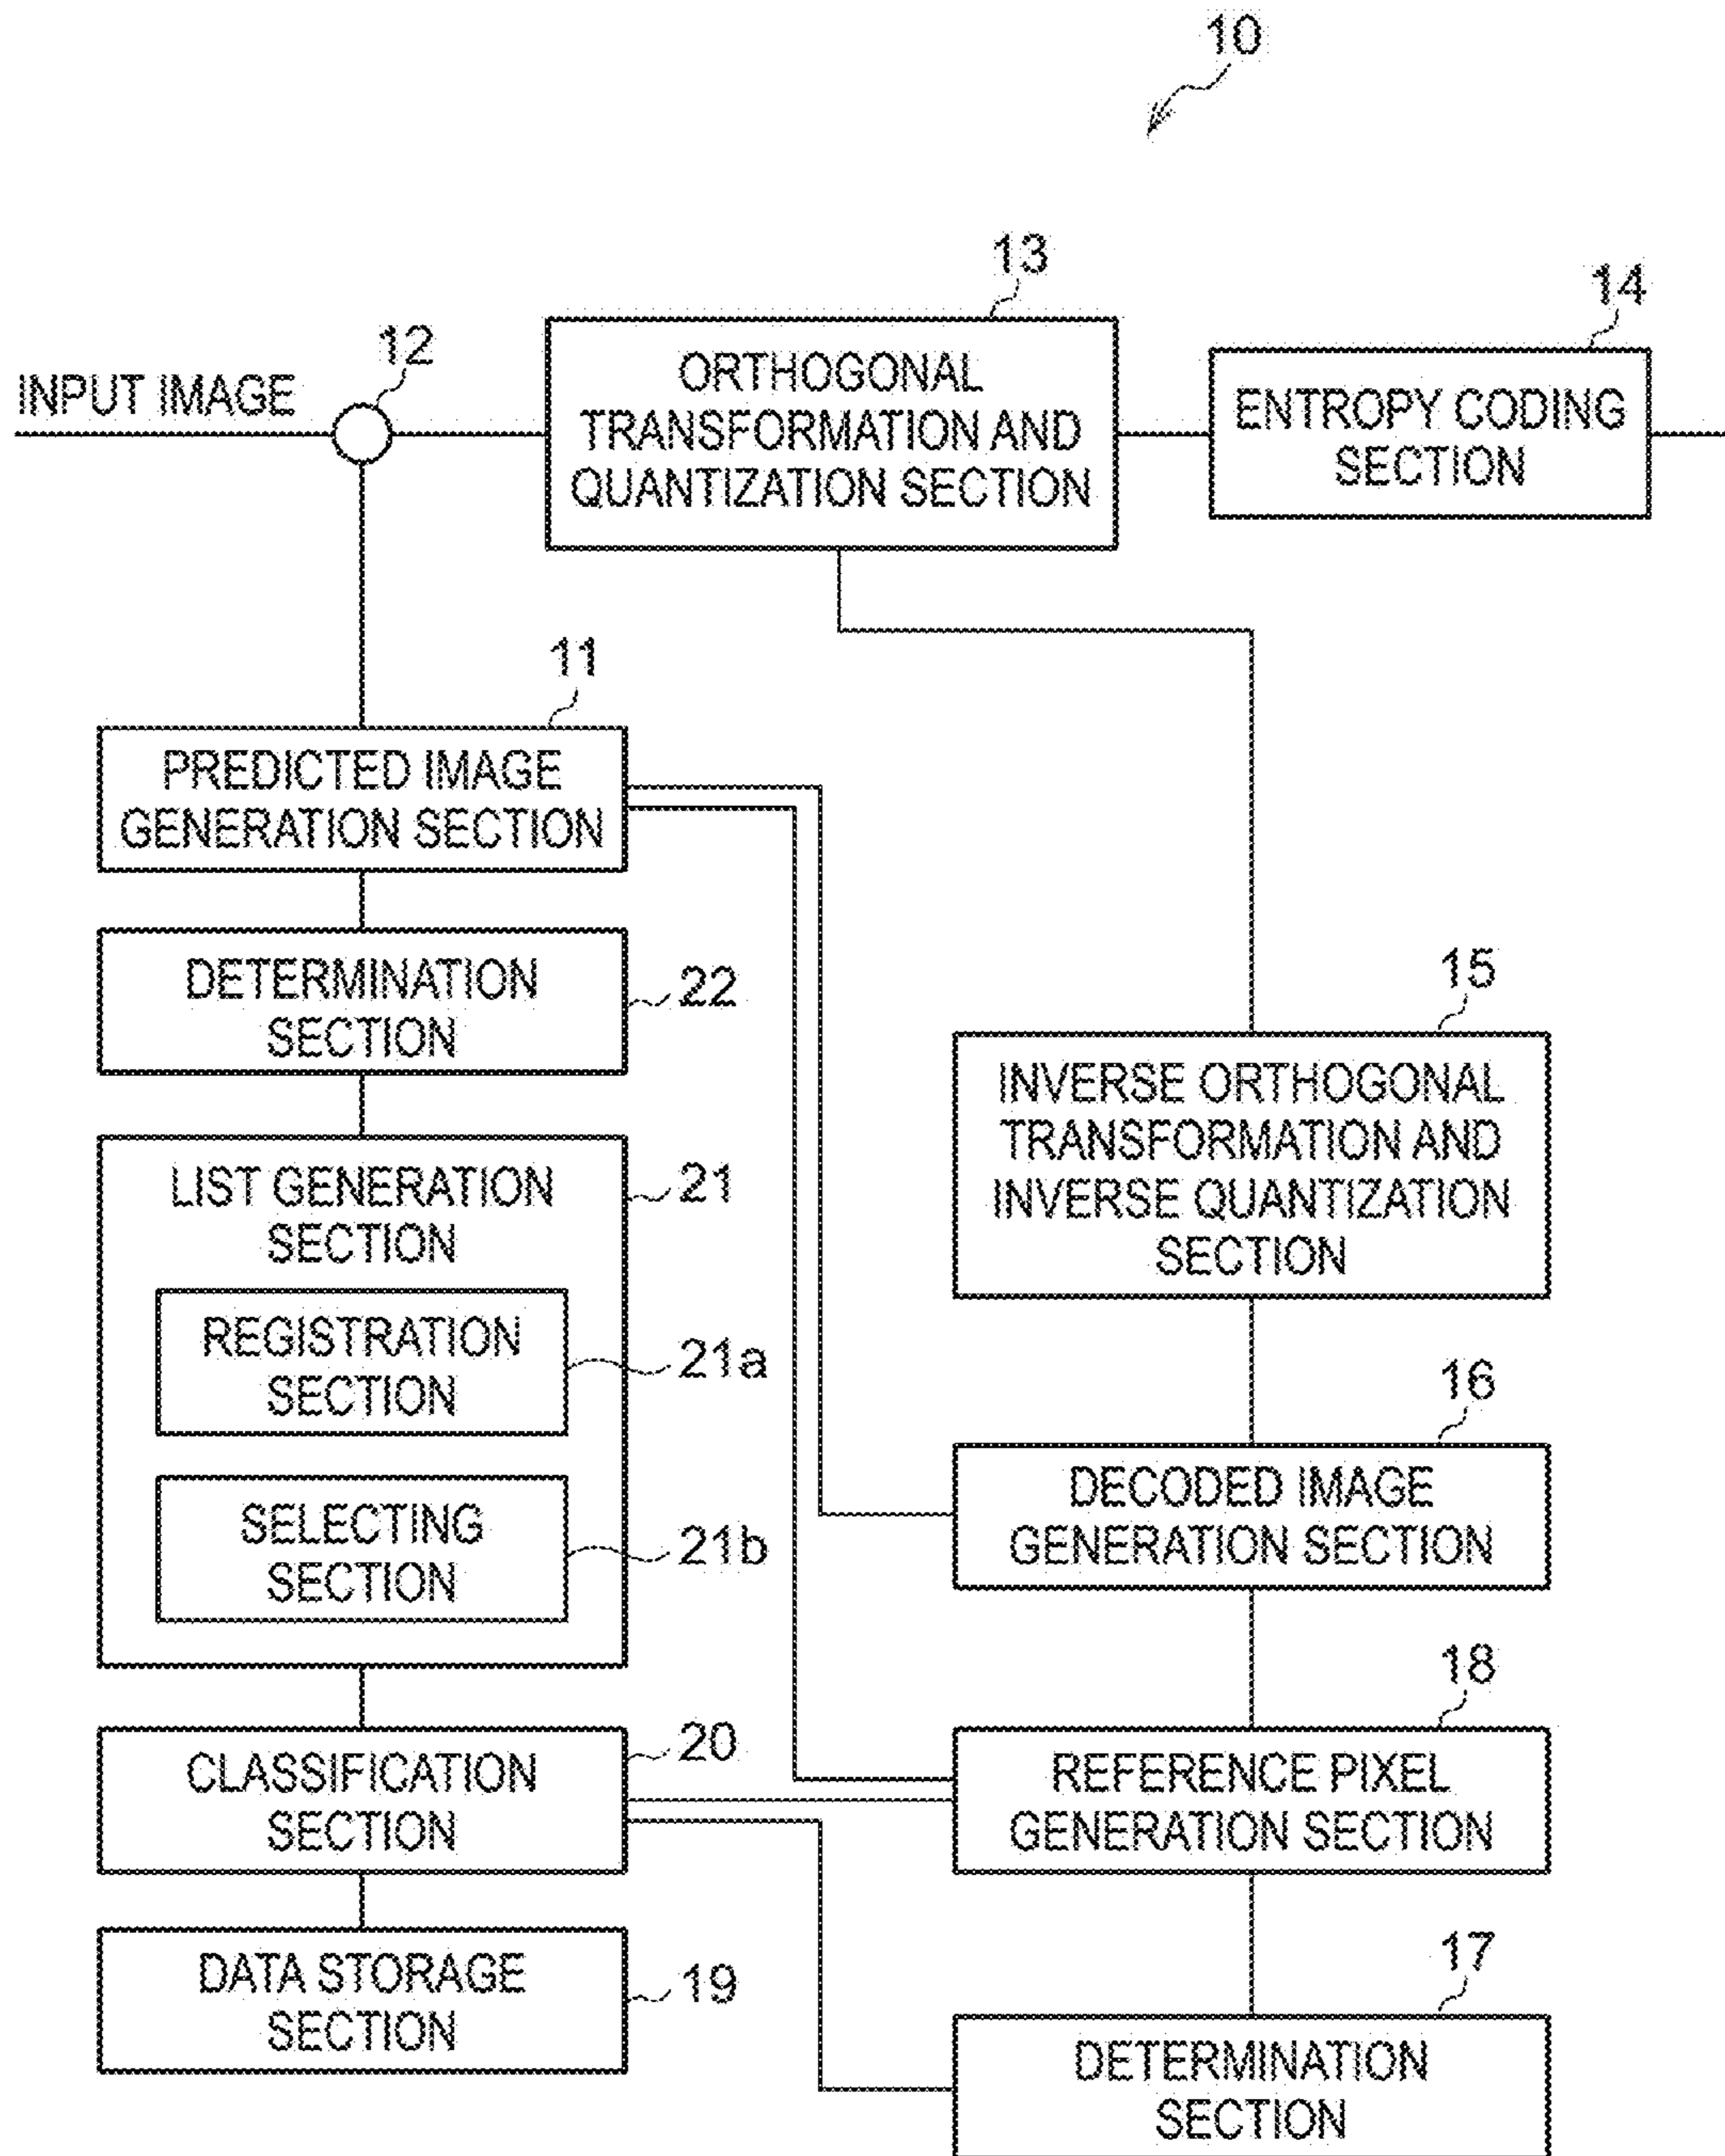 10
13
14
12
INPUT IMAGE
ORTHOGONAL
TRANSFORMATION AND
QUANTIZATION SECTION
ENTROPY CODING
SECTION
11
PREDICTED IMAGE
GENERATION SECTION
DETERMINATION
SECTION
22
15
INVERSE ORTHOGONAL
TRANSFORMATION AND
INVERSE QUANTIZATION
SECTION
LIST GENERATION
SECTION
21
REGISTRATION
SECTION
21a
SELECTING
SECTION
21b
16
DECODED IMAGE
GENERATION SECTION
18
REFERENCE PIXEL
GENERATION SECTION
CLASSIFICATION
SECTION
20
DATA STORAGE
SECTION
19
17
DETERMINATION
SECTION